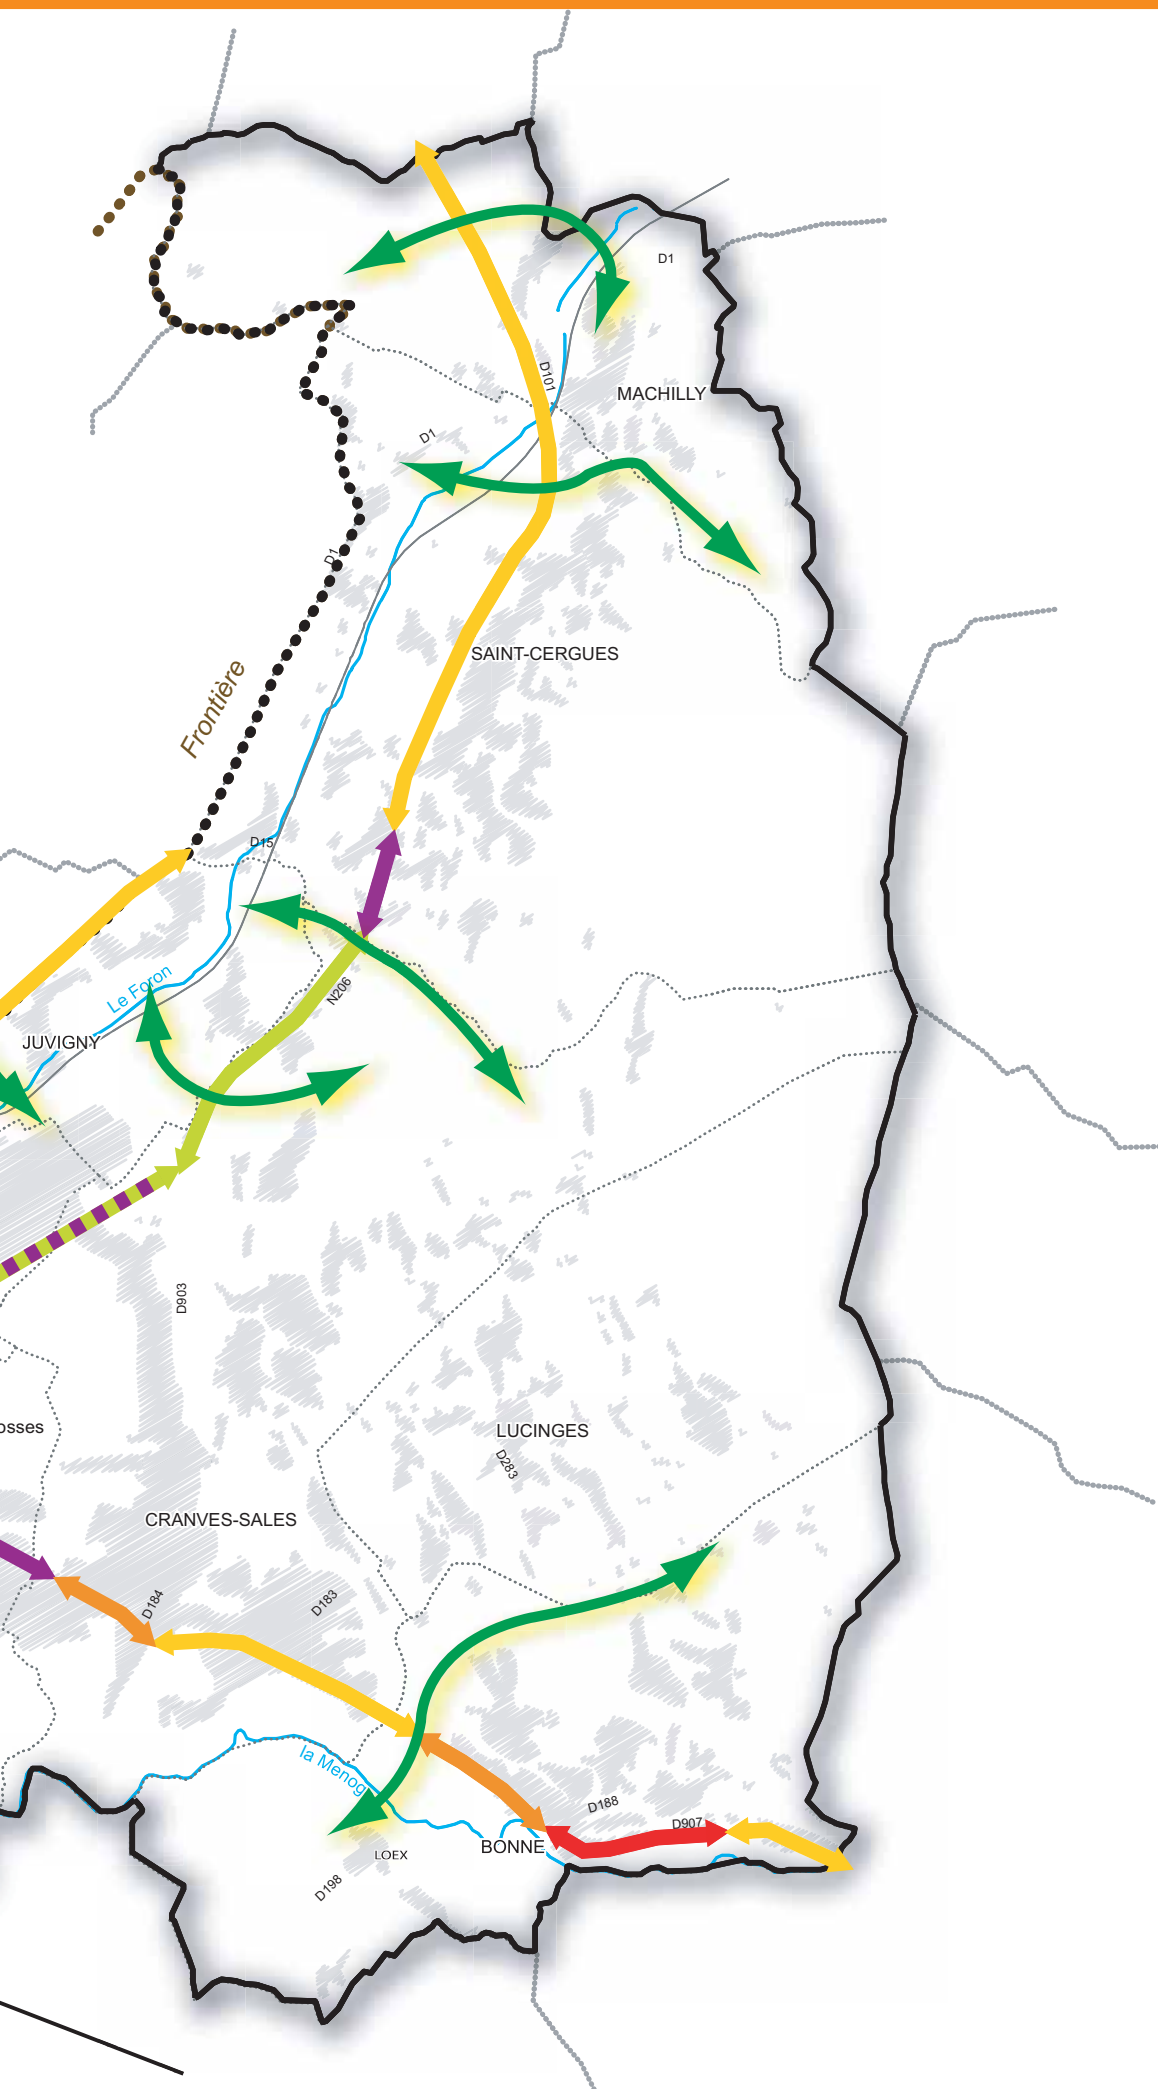 D1
D101
MACHILLY
D1
D1
SAINT-CERGUES
Frontière
D15
Le Foron
N206
JUVIGNY
D903
osses
LUCINGES
D283
CRANVES-SALES
D184
D183
la Menog
D188
D907
BONNE
LOEX
D198